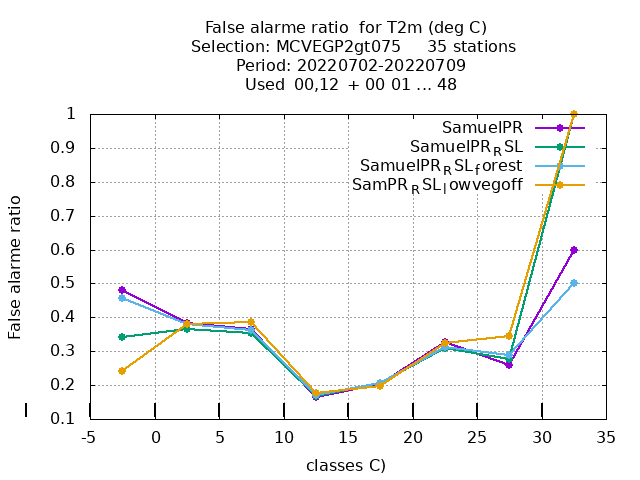 False alarme ratio  for T2m (deg C)
Selection: MCVEGP2gt075     35 stations
Period: 20220702-20220709
Used  00,12  + 00 01 ... 48
SamuelPR
SamuelPR_RSL
SamuelPR_RSL_forest
SamPR_RSL_lowvegoff
False alarme ratio
1
0.9
0.8
0.7
0.6
0.5
0.4
0.3
0.2
0.1
-5 0 5 10 15 20 25 30 35
classes C)